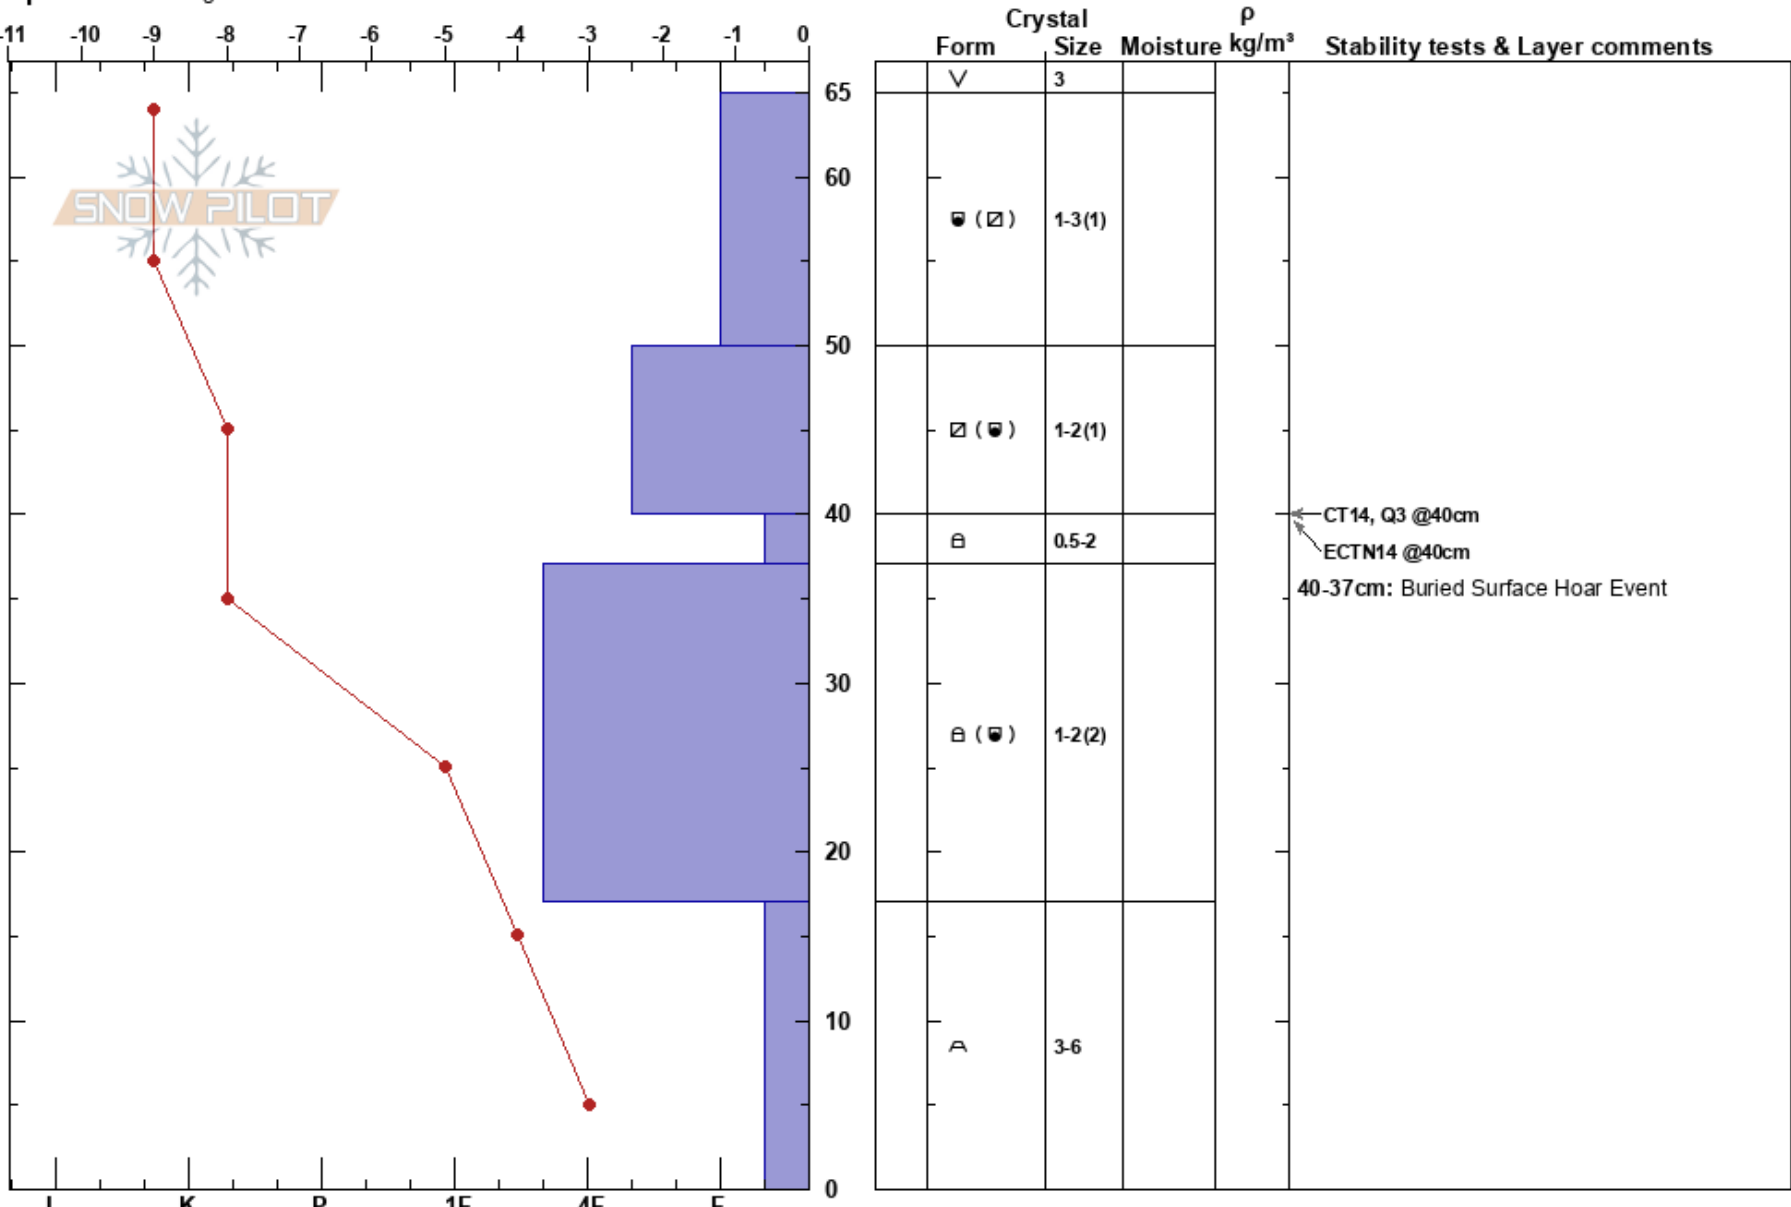 -11 -10 -9 -8 -7 -6 -5 -4 -3 -2 -1 0
Crystal ρ
Form Size Moisture kg/m³ Stability tests & Layer comments
3
65
SNOW PILOT
60
1-3(1)
50
1-2(1)
40
CT14, Q3 @40cm
0.5-2
ECTN14 @40cm
40-37cm: Buried Surface Hoar Event
30
1-2(2)
20
10
3-6
0
I K P 1F 4F F